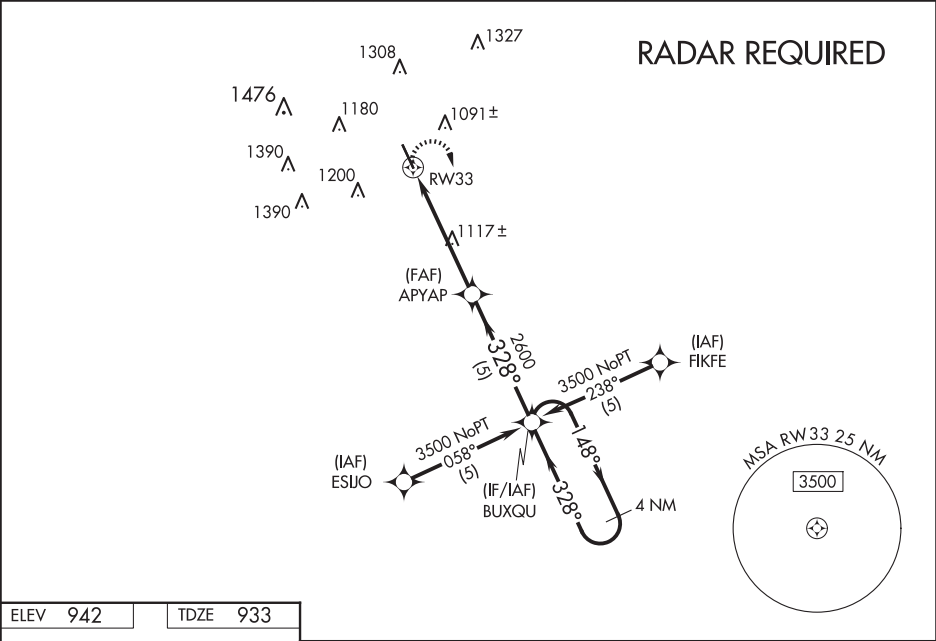 1327
1308
RADAR REQUIRED
1476
1180
1091±
1390
1200
RW33
1390
1117±
(FAF)
APYAP
2600
328°
(5)
(IAF)
FIKFE
3500 NoPT
238°
(5)
3500 NoPT
058°
(5)
(IAF)
ESIJO
148°
(IF/IAF)
BUXQU
328°
4 NM
MSA RW33 25 NM
3500
ELEV 942
TDZE 933